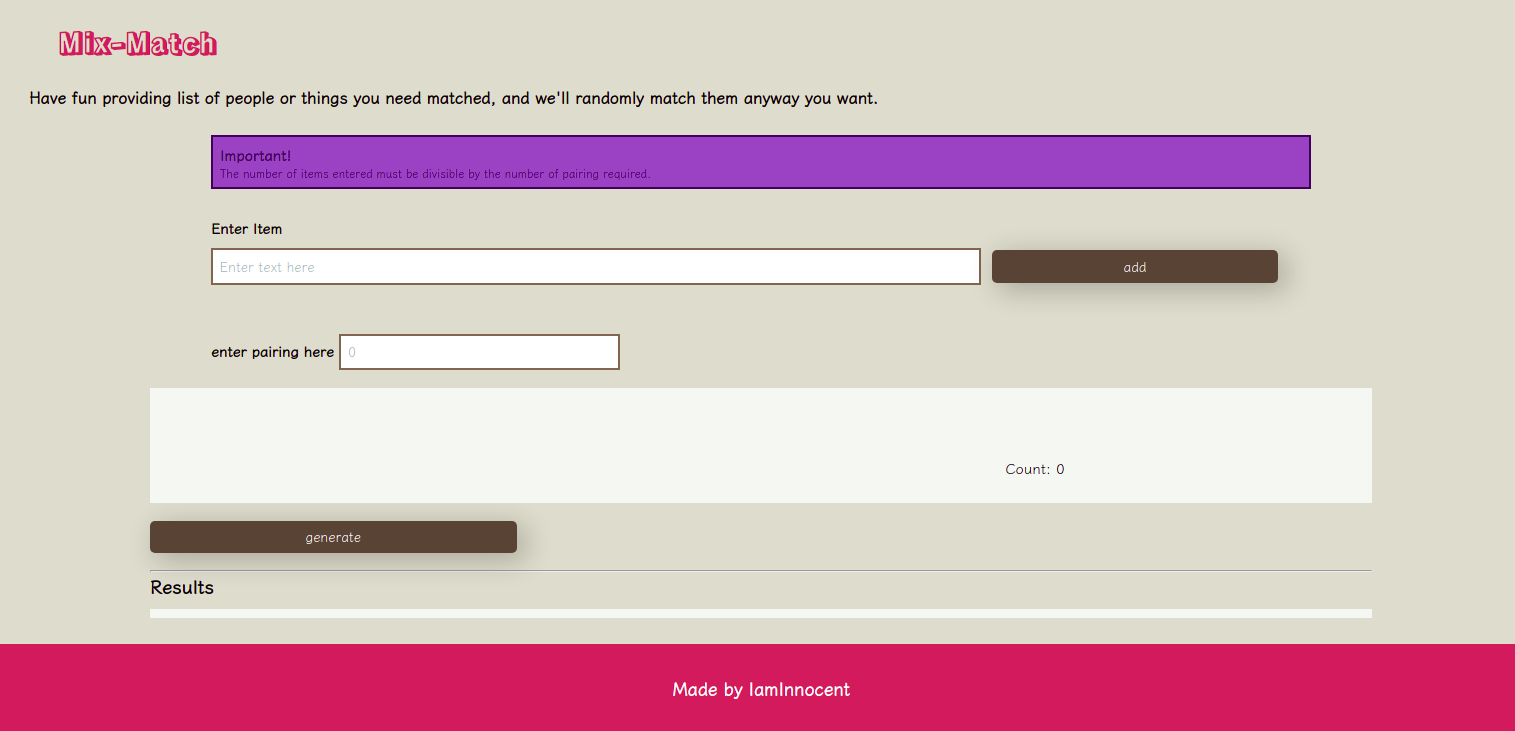 Mix-Match
Have fun providing list of people or things you need matched, and we'll randomly match them anyway you want.
Important!
The number of items entered must be divisible by the number of pairing required.
Enter Item
Enter text here
add
enter pairing here
0
Count: 0
generate
Results
Made by IamInnocent